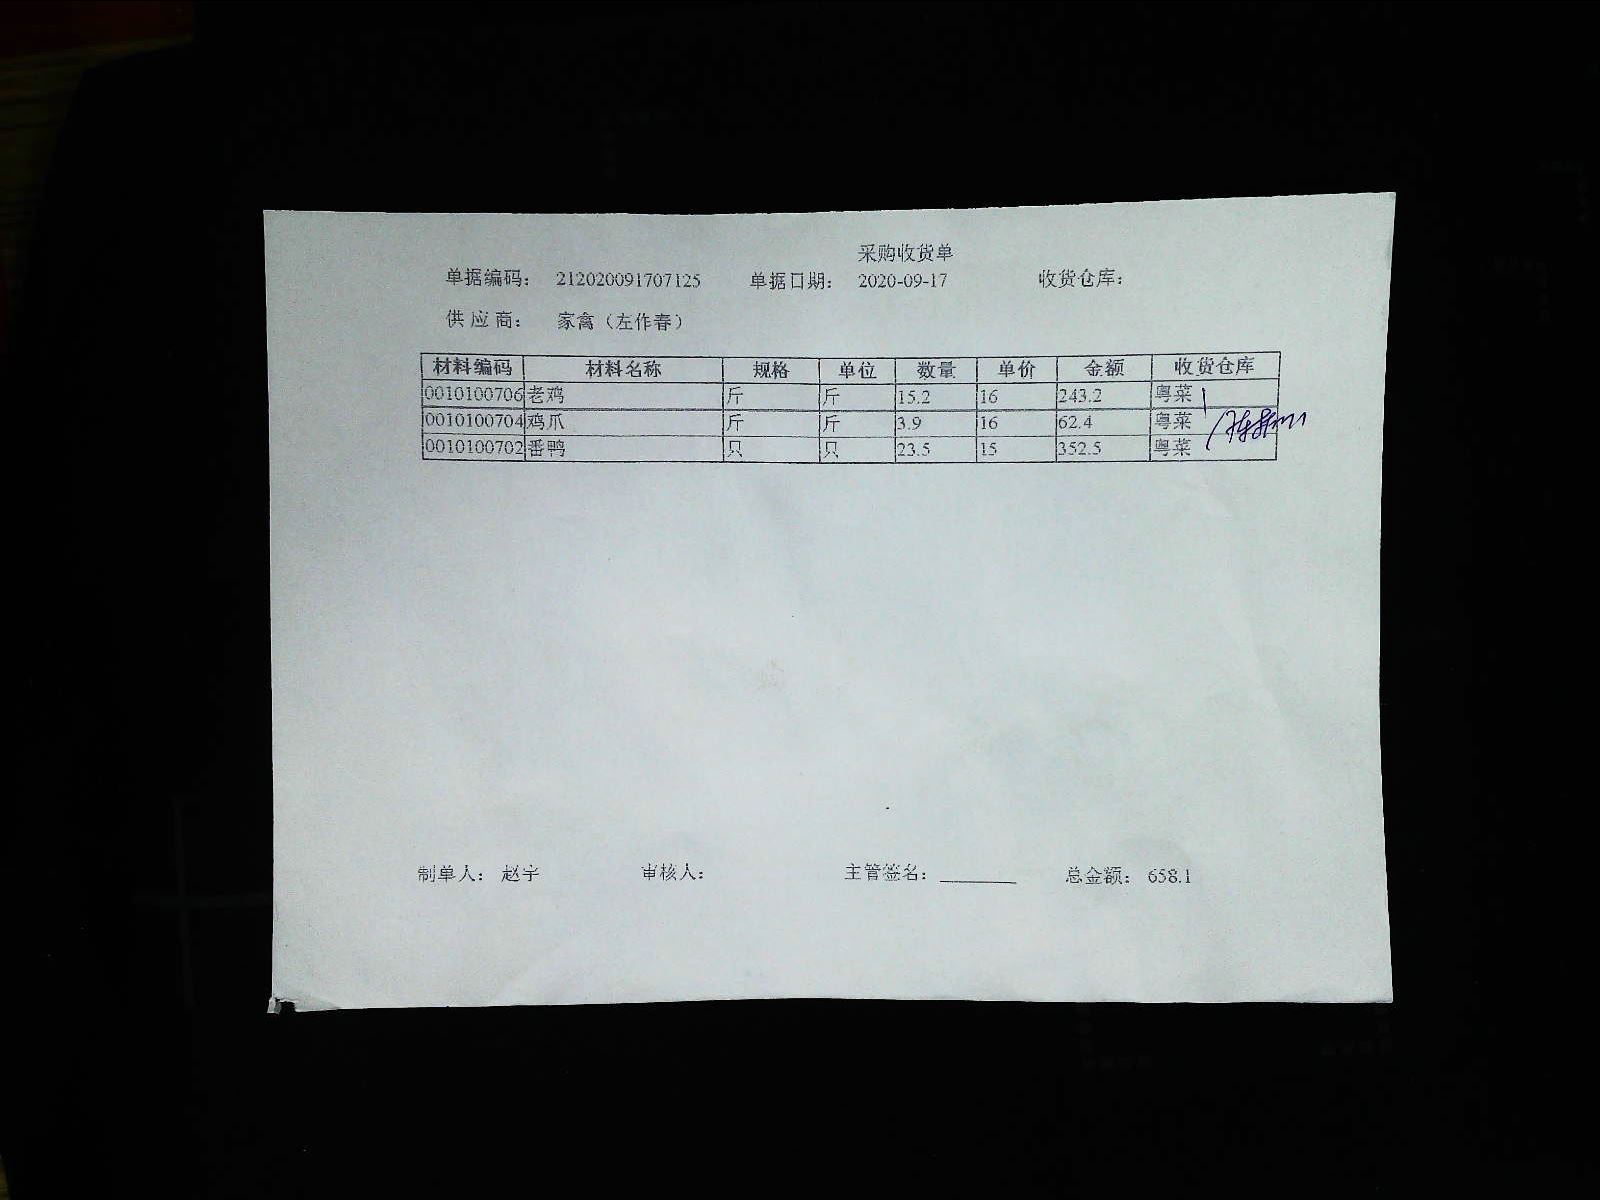 采购收货单
单据编码： 212020091707125 单据日期： 2020-09-17 收货仓库：
供应商： 家禽（左作春）
材料编码 材料名称 规格 单位 数量 单价 金额 收货仓库
0010100706 老鸡 斤 斤 15.2 16 243.2 粤菜
0010100704 鸡爪 斤 斤 3.9 16 62.4 粤菜
0010100702 番鸭 只 只 23.5 15 352.5 粤菜
制单人： 赵宇 审核人： 主管签名： 总金额： 658.1